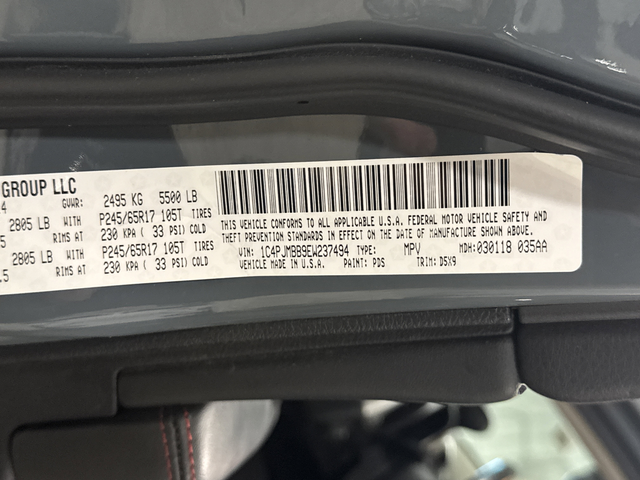 GROUP LLC
4 GVWR: 2495 KG 5500 LB
2805 LB WITH P245/65R17 105T TIRES
5 RIMS AT 230 KPA ( 33 PSI) COLD
2805 LB WITH P245/65R17 105T TIRES
.5 RIMS AT 230 KPA ( 33 PSI) COLD
THIS VEHICLE CONFORMS TO ALL APPLICABLE U.S.A. FEDERAL MOTOR VEHICLE SAFETY AND
THEFT PREVENTION STANDARDS IN EFFECT ON THE DATE OF MANUFACTURE SHOWN ABOVE.
VIN: 1C4PJMBB9EW237494 TYPE: MPV MDH: 030118 035AA
VEHICLE MADE IN U.S.A. PAINT: PDS TRIM: D5X9